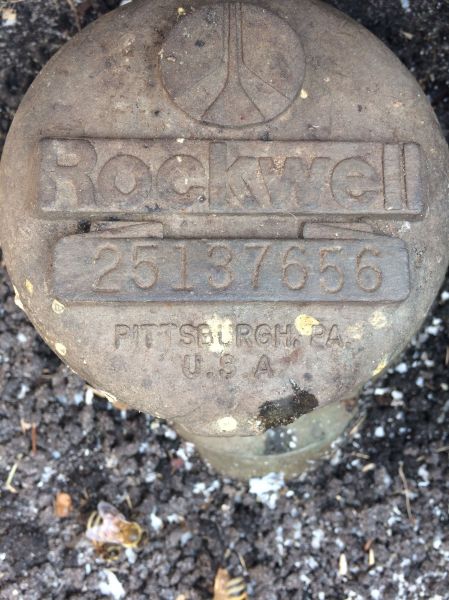 Rockwell
25137656
PITTSBURGH, PA.
U.S A